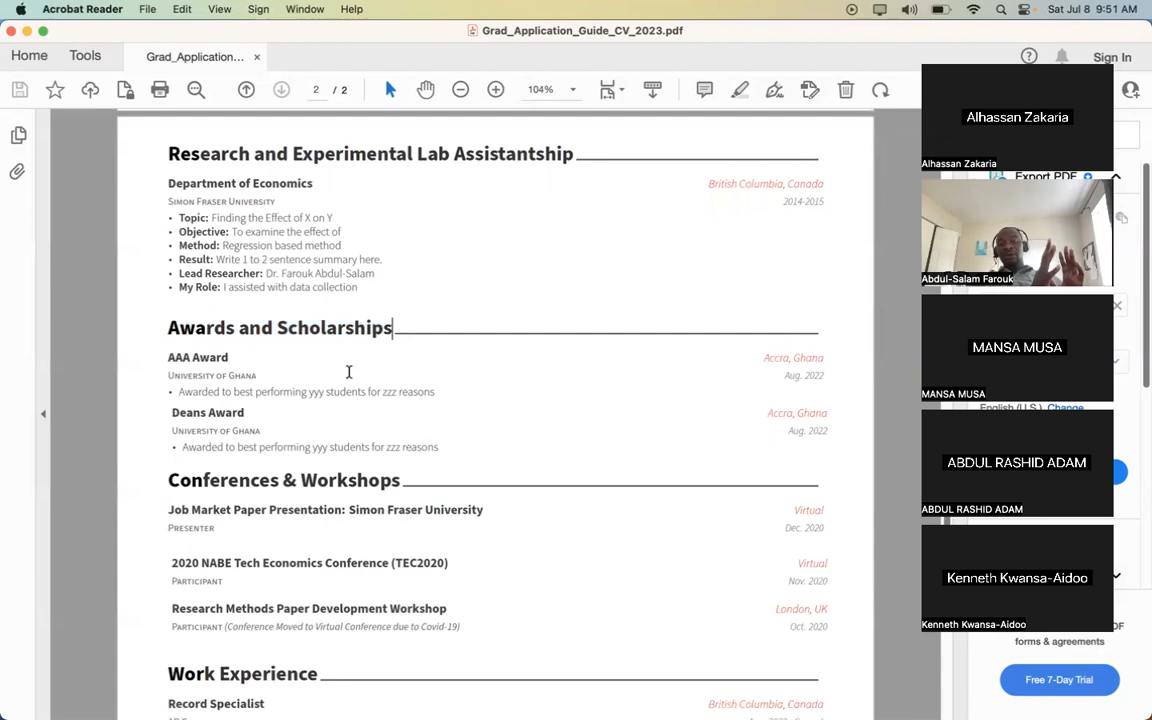 Acrobat Reader File Edit View Sign Window Help Sat Jul 8 9:51 AM
Grad_Application_Guide_CV_2023.pdf
Home Tools Grad_Application... × Sign In
2 / 2 104%
Research and Experimental Lab Assistantship
Department of Economics British Columbia, Canada
SIMON FRASER UNIVERSITY 2014-2015
• Topic: Finding the Effect of X on Y
• Objective: To examine the effect of
• Method: Regression based method
• Result: Write 1 to 2 sentence summary here.
• Lead Researcher: Dr. Farouk Abdul-Salam
• My Role: I assisted with data collection
Awards and Scholarships
AAA Award Accra, Ghana
UNIVERSITY OF GHANA Aug. 2022
• Awarded to best performing yyy students for zzz reasons
Deans Award Accra, Ghana
UNIVERSITY OF GHANA Aug. 2022
• Awarded to best performing yyy students for zzz reasons
Conferences & Workshops
Job Market Paper Presentation: Simon Fraser University Virtual
PRESENTER Dec. 2020
2020 NABE Tech Economics Conference (TEC2020) Virtual
PARTICIPANT Nov. 2020
Research Methods Paper Development Workshop London, UK
PARTICIPANT (Conference Moved to Virtual Conference due to Covid-19) Oct. 2020
Work Experience
Record Specialist British Columbia, Canada
Alhassan Zakaria
Alhassan Zakaria
Export PDF
Abdul-Salam Farouk
MANSA MUSA
MANSA MUSA
English (U.S.) Change
ABDUL RASHID ADAM
ABDUL RASHID ADAM
Kenneth Kwansa-Aidoo
Kenneth Kwansa-Aidoo
forms & agreements
Free 7-Day Trial